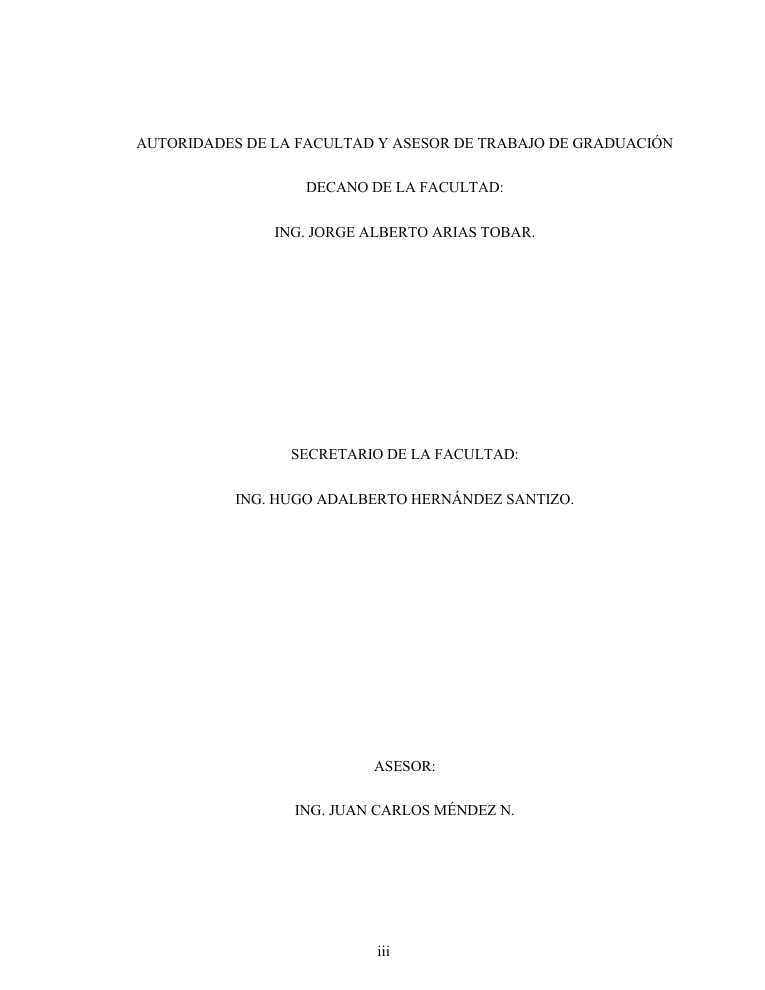 AUTORIDADES DE LA FACULTAD Y ASESOR DE TRABAJO DE GRADUACIÓN
DECANO DE LA FACULTAD:
ING. JORGE ALBERTO ARIAS TOBAR.
SECRETARIO DE LA FACULTAD:
ING. HUGO ADALBERTO HERNÁNDEZ SANTIZO.
ASESOR:
ING. JUAN CARLOS MÉNDEZ N.
iii